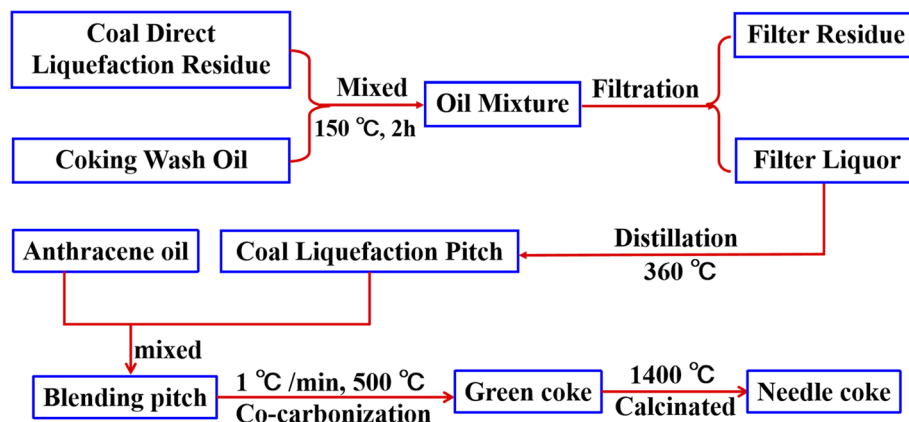 Coal Direct
Liquefaction Residue
Filter Residue
Mixed
150 ℃, 2h
Oil Mixture
Filtration
Coking Wash Oil
Filter Liquor
Anthracene oil
Coal Liquefaction Pitch
Distillation
360 ℃
mixed
Blending pitch
1 ℃ /min, 500 ℃
Co-carbonization
Green coke
1400 ℃
Calcinated
Needle coke